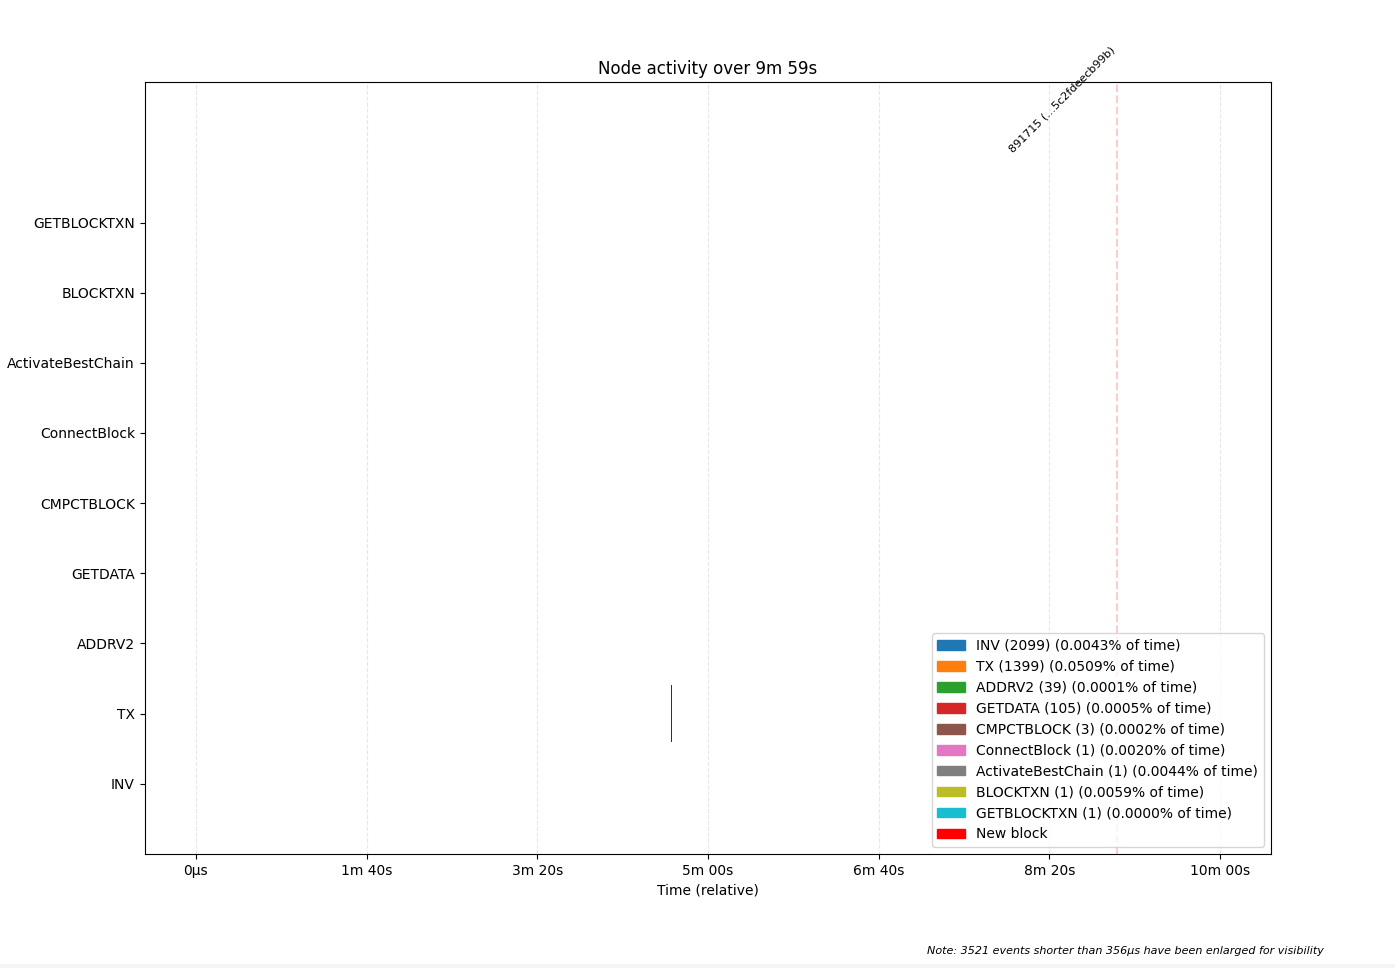 Node activity over 9m 59s
891715 (...5c2fdeecb99b)
GETBLOCKTXN
BLOCKTXN
ActivateBestChain
ConnectBlock
CMPCTBLOCK
GETDATA
ADDRV2
TX
INV
INV (2099) (0.0043% of time)
TX (1399) (0.0509% of time)
ADDRV2 (39) (0.0001% of time)
GETDATA (105) (0.0005% of time)
CMPCTBLOCK (3) (0.0002% of time)
ConnectBlock (1) (0.0020% of time)
ActivateBestChain (1) (0.0044% of time)
BLOCKTXN (1) (0.0059% of time)
GETBLOCKTXN (1) (0.0000% of time)
New block
0µs 1m 40s 3m 20s 5m 00s 6m 40s 8m 20s 10m 00s
Time (relative)
Note: 3521 events shorter than 356µs have been enlarged for visibility